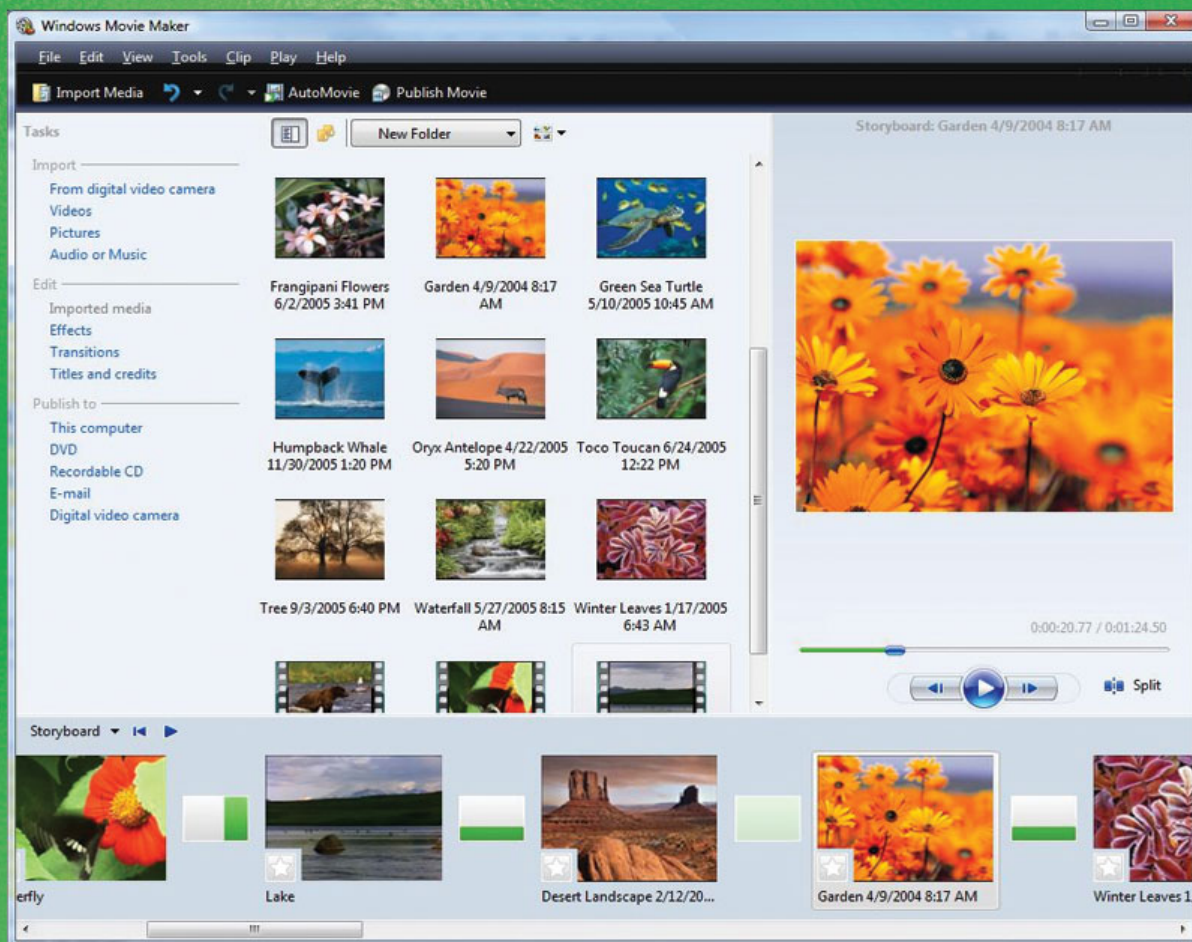 Windows Movie Maker
File Edit View Tools Clip Play Help
Import Media AutoMovie Publish Movie
Tasks
Import
From digital video camera
Videos
Pictures
Audio or Music
Edit
Imported media
Effects
Transitions
Titles and credits
Publish to
This computer
DVD
Recordable CD
E-mail
Digital video camera
New Folder
Frangipani Flowers
6/2/2005 3:41 PM
Garden 4/9/2004 8:17
AM
Green Sea Turtle
5/10/2005 10:45 AM
Humpback Whale
11/30/2005 1:20 PM
Oryx Antelope 4/22/2005
5:20 PM
Toco Toucan 6/24/2005
12:22 PM
Tree 9/3/2005 6:40 PM
Waterfall 5/27/2005 8:15
AM
Winter Leaves 1/17/2005
6:43 AM
Storyboard: Garden 4/9/2004 8:17 AM
0:00:20.77 / 0:01:24.50
Split
Storyboard
erfly
Lake
Desert Landscape 2/12/20...
Garden 4/9/2004 8:17 AM
Winter Leaves 1